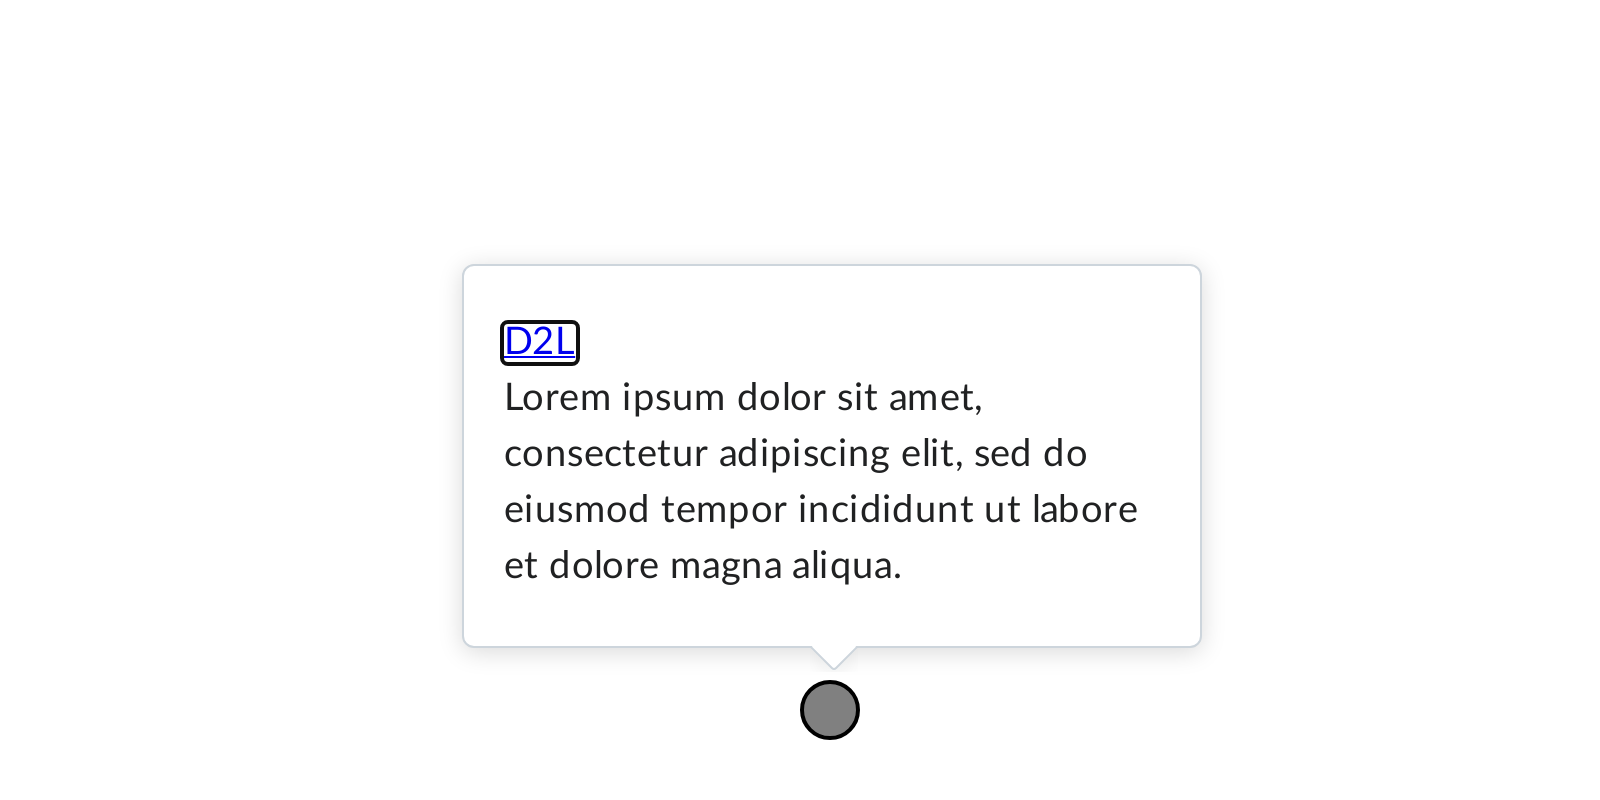 D2L
Lorem ipsum dolor sit amet,
consectetur adipiscing elit, sed do
eiusmod tempor incididunt ut labore
et dolore magna aliqua.